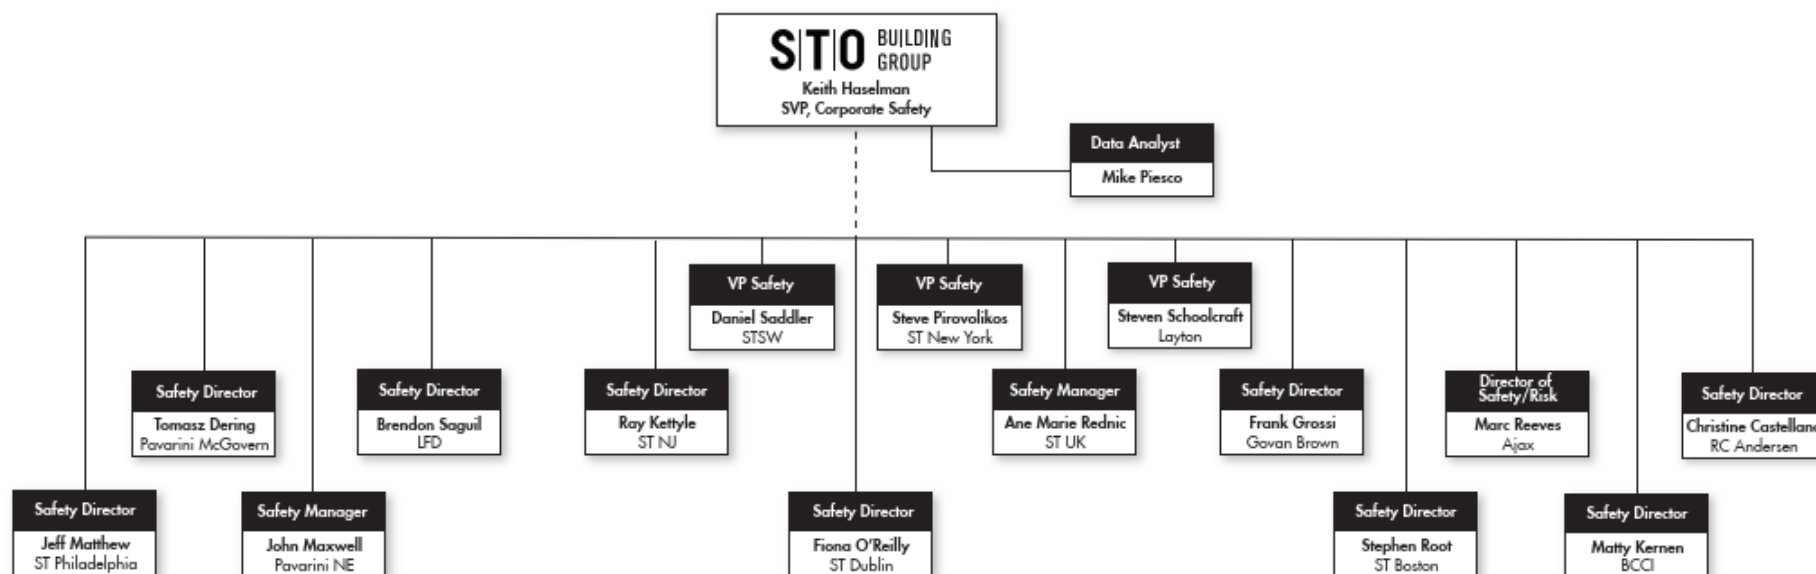 S|T|O BUILDING
GROUP
Keith Haselman
SVP, Corporate Safety
Data Analyst
Mike Piesco
VP Safety
Daniel Saddler
STSW
VP Safety
Steve Pirovolikos
ST New York
VP Safety
Steven Schoolcraft
Layton
Safety Director
Tomasz Dering
Pavarini McGovern
Safety Director
Brendon Saguil
LFD
Safety Director
Ray Kettyle
ST NJ
Safety Manager
Ane Marie Rednic
ST UK
Safety Director
Frank Grossi
Govan Brown
Director of
Safety/Risk
Marc Reeves
Ajax
Safety Director
Christine Castellano
RC Andersen
Safety Director
Jeff Matthew
ST Philadelphia
Safety Manager
John Maxwell
Pavarini NE
Safety Director
Fiona O'Reilly
ST Dublin
Safety Director
Stephen Root
ST Boston
Safety Director
Matty Kernen
BCCI